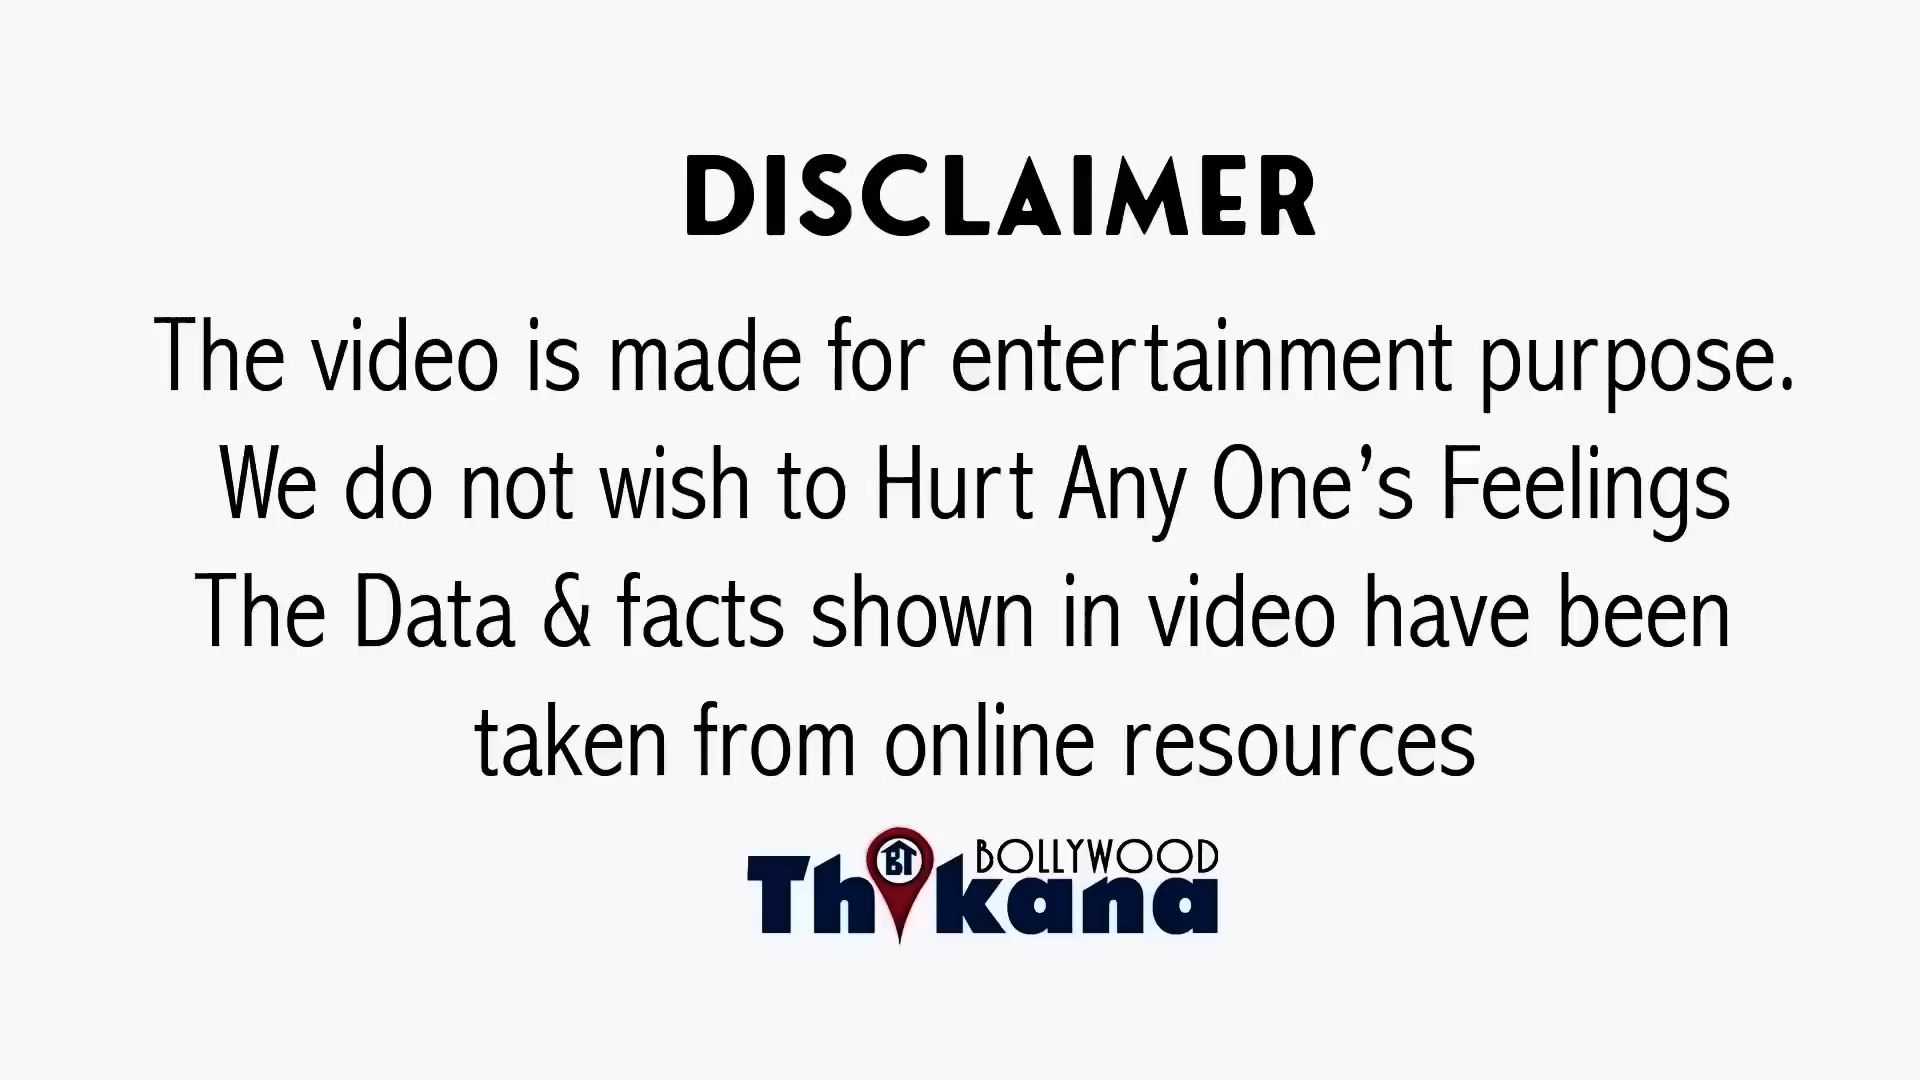 DISCLAIMER
The video is made for entertainment purpose.
We do not wish to Hurt Any One’s Feelings
The Data & facts shown in video have been
taken from online resources
BOLLYWOOD
BT
Thikana